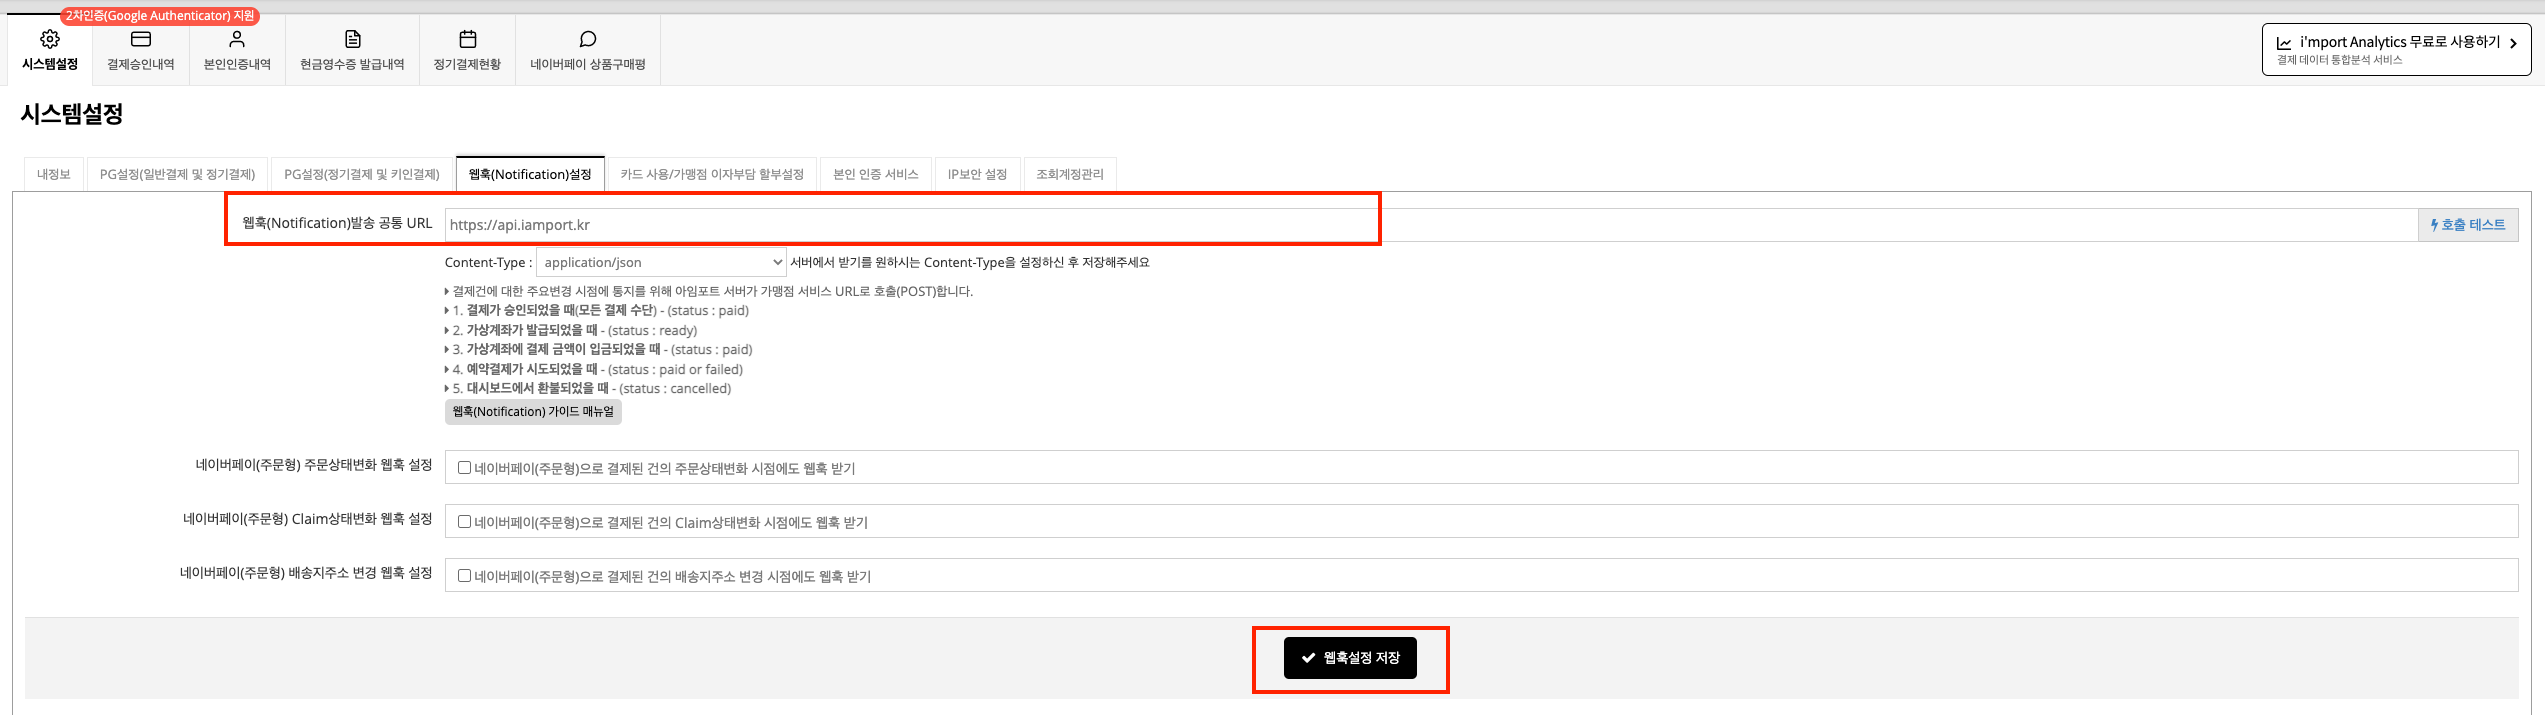 2차인증(Google Authenticator) 지원
시스템설정
결제승인내역
본인인증내역
현금영수증 발급내역
정기결제현황
네이버페이 상품구매평
i'mport Analytics 무료로 사용하기
결제 데이터 통합분석 서비스
시스템설정
내정보
PG설정(일반결제 및 정기결제)
PG설정(정기결제 및 키인결제)
웹훅(Notification)설정
카드 사용/가맹점 이자부담 할부설정
본인 인증 서비스
IP보안 설정
조회계정관리
웹훅(Notification)발송 공통 URL
https://api.iamport.kr
호출 테스트
Content-Type : application/json 서버에서 받기를 원하시는 Content-Type을 설정하신 후 저장해주세요
결제건에 대한 주요변경 시점에 통지를 위해 아임포트 서버가 가맹점 서비스 URL로 호출(POST)합니다.
1. 결제가 승인되었을 때(모든 결제 수단) - (status : paid)
2. 가상계좌가 발급되었을 때 - (status : ready)
3. 가상계좌에 결제 금액이 입금되었을 때 - (status : paid)
4. 예약결제가 시도되었을 때 - (status : paid or failed)
5. 대시보드에서 환불되었을 때 - (status : cancelled)
웹훅(Notification) 가이드 매뉴얼
네이버페이(주문형) 주문상태변화 웹훅 설정
네이버페이(주문형)으로 결제된 건의 주문상태변화 시점에도 웹훅 받기
네이버페이(주문형) Claim상태변화 웹훅 설정
네이버페이(주문형)으로 결제된 건의 Claim상태변화 시점에도 웹훅 받기
네이버페이(주문형) 배송지주소 변경 웹훅 설정
네이버페이(주문형)으로 결제된 건의 배송지주소 변경 시점에도 웹훅 받기
웹훅설정 저장